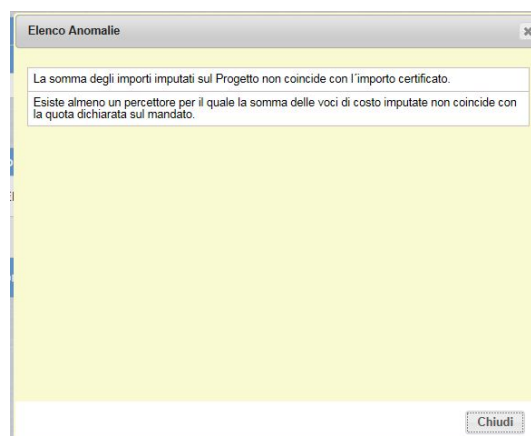 Elenco Anomalie
La somma degli importi imputati sul Progetto non coincide con l´importo certificato.
Esiste almeno un percettore per il quale la somma delle voci di costo imputate non coincide con
la quota dichiarata sul mandato.
Chiudi